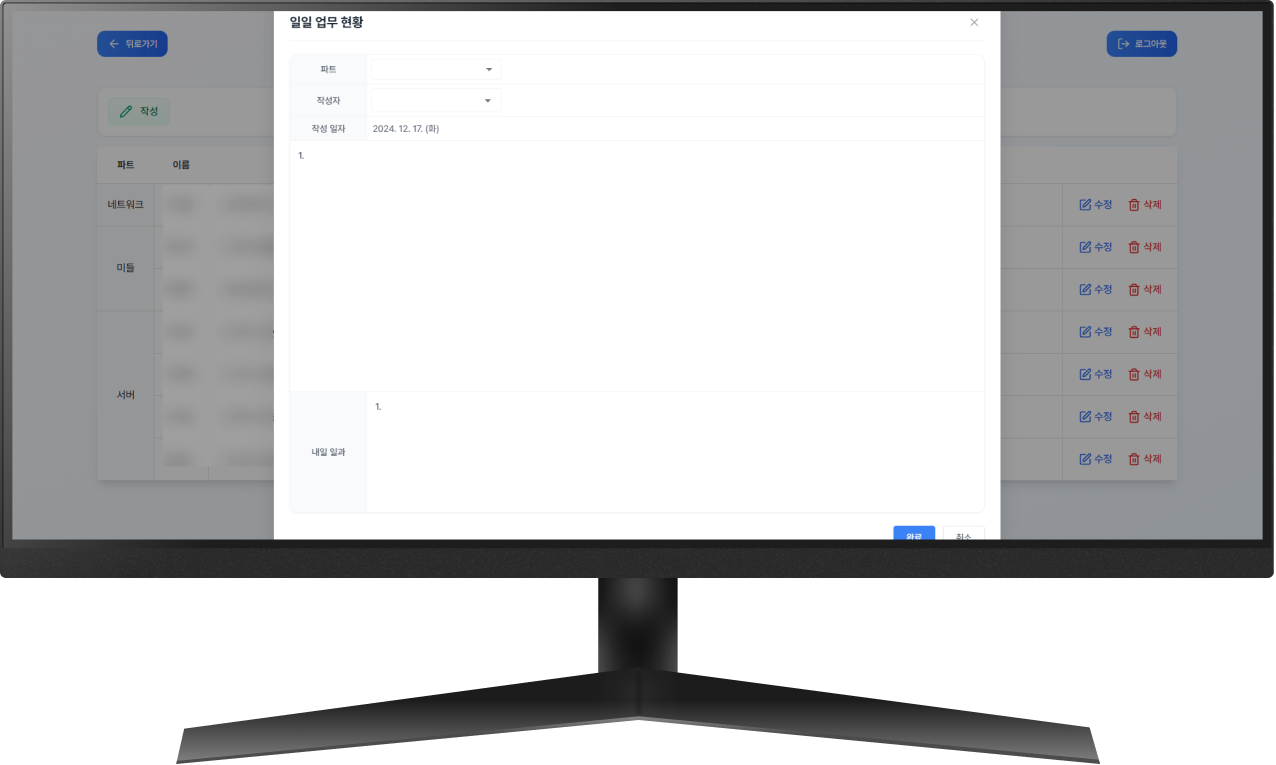 일일 업무 현황
뒤로가기
로그아웃
작성
파트
작성자
작성 일자 2024. 12. 17. (화)
1.
내일 일과
1.
완료 취소
파트 이름
네트워크
미들
서버
수정 삭제
수정 삭제
수정 삭제
수정 삭제
수정 삭제
수정 삭제
수정 삭제